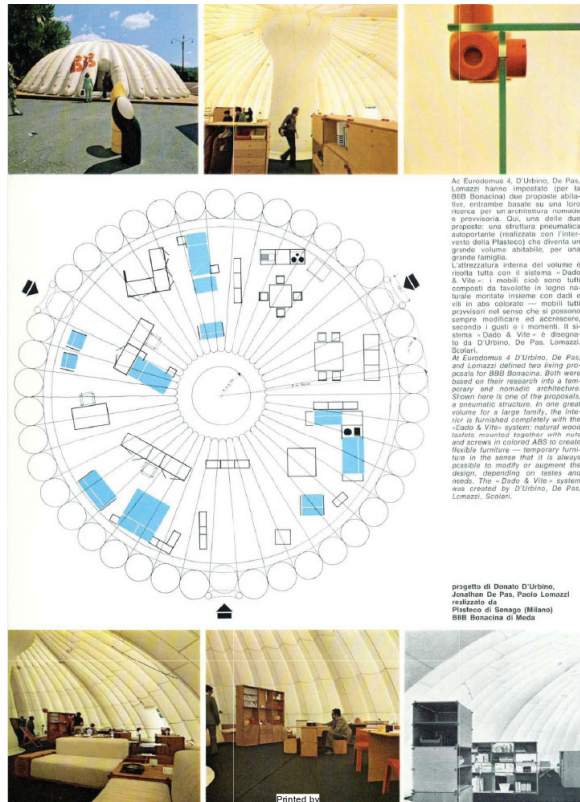 BBB
Ac Eurodomus 4, D'Urbino, De Pas,
Lomazzi hanno impostato (per la
BBB Bonacina) due proposte abita-
tive, entrambe basate su una loro
ricerca per un'architettura nomade
e provvisoria. Qui, una delle due
proposte: una struttura pneumatica
autoportante (realizzata con l'inter-
vento della Plasteco) che diventa un
grande volume abitabile, per una
grande famiglia.
L'attrezzatura interna del volume è
risolta tutta con il sistema «Dado
& Vite»: i mobili cioè sono tutti
composti da tavolette in legno na-
turale montate insieme con dadi e
viti in abs colorato — mobili tutti
provvisori nel senso che si possono
sempre modificare ed accrescere,
secondo i gusti e i momenti. Il si-
stema «Dado & Vite» è disegna-
to da D'Urbino, De Pas, Lomazzi,
Scolari.
At Eurodomus 4 D'Urbino, De Pas,
and Lomazzi defined two living pro-
posals for BBB Bonacina. Both were
based on their research into a tem-
porary and nomadic architecture.
Shown here is one of the proposals,
a pneumatic structure. In one great
volume for a large family, the inte-
rior is furnished completely with the
«Dado & Vite» system: natural wood
tablets mounted together with nuts
and screws in colored ABS to create
flexible furniture — temporary furni-
ture in the sense that it is always
possible to modify or augment the
design, depending on tastes and
needs. The «Dado & Vite» system
was created by D'Urbino, De Pas,
Lomazzi, Scolari.
progetto di Donato D'Urbino,
Jonathan De Pas, Paolo Lomazzi
realizzato da
Plasteco di Senago (Milano)
BBB Bonacina di Meda
Printed by